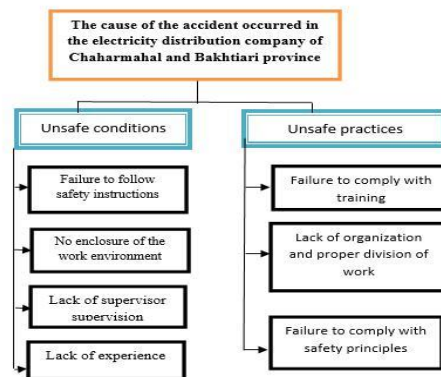 The cause of the accident occurred in
the electricity distribution company of
Chaharmahal and Bakhtiari province
Unsafe conditions
Failure to follow
safety instructions
No enclosure of the
work environment
Lack of supervisor
supervision
Lack of experience
Unsafe practices
Failure to comply with
training
Lack of organization
and proper division of
work
Failure to comply with
safety principles